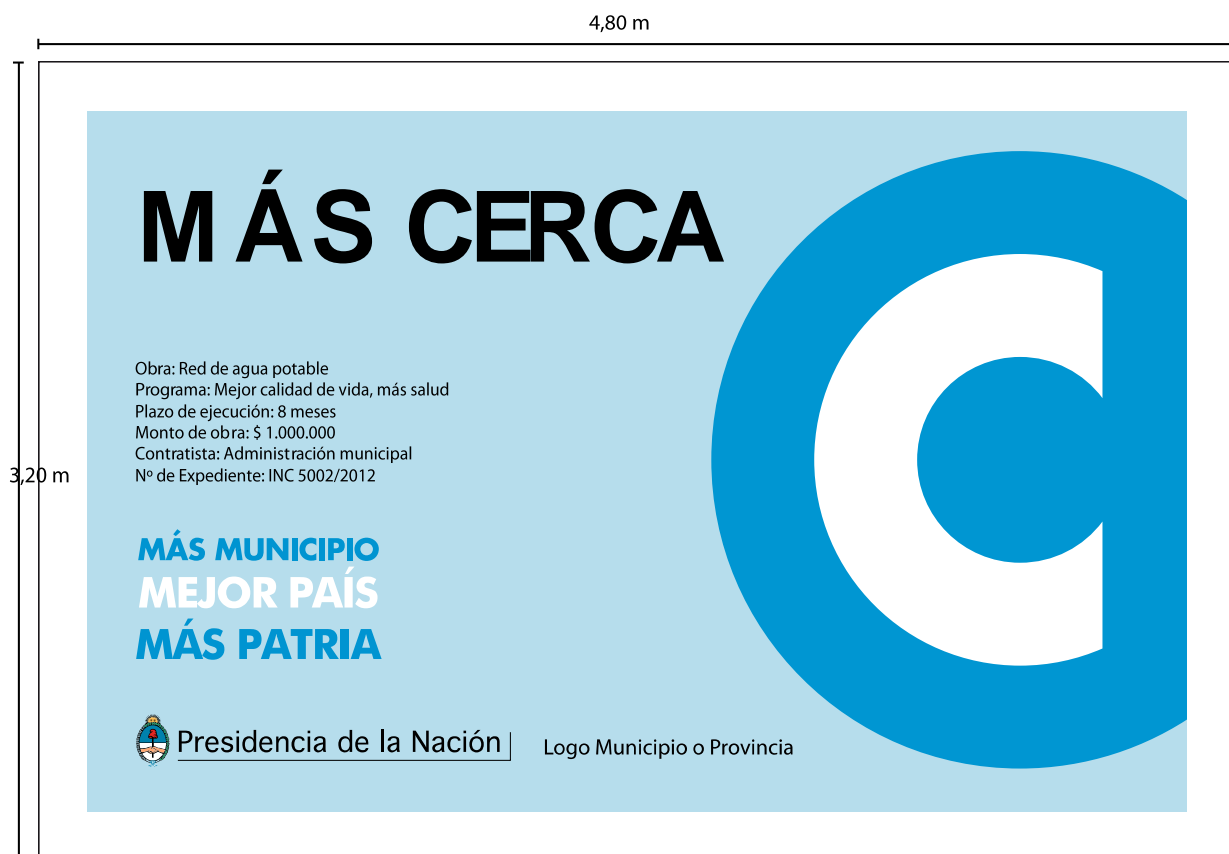 4,80 m
MÁS CERCA
Obra: Red de agua potable
Programa: Mejor calidad de vida, más salud
Plazo de ejecución: 8 meses
Monto de obra: $ 1.000.000
Contratista: Administración municipal
Nº de Expediente: INC 5002/2012
3,20 m
MÁS MUNICIPIO
MEJOR PAÍS
MÁS PATRIA
Presidencia de la Nación
Logo Municipio o Provincia